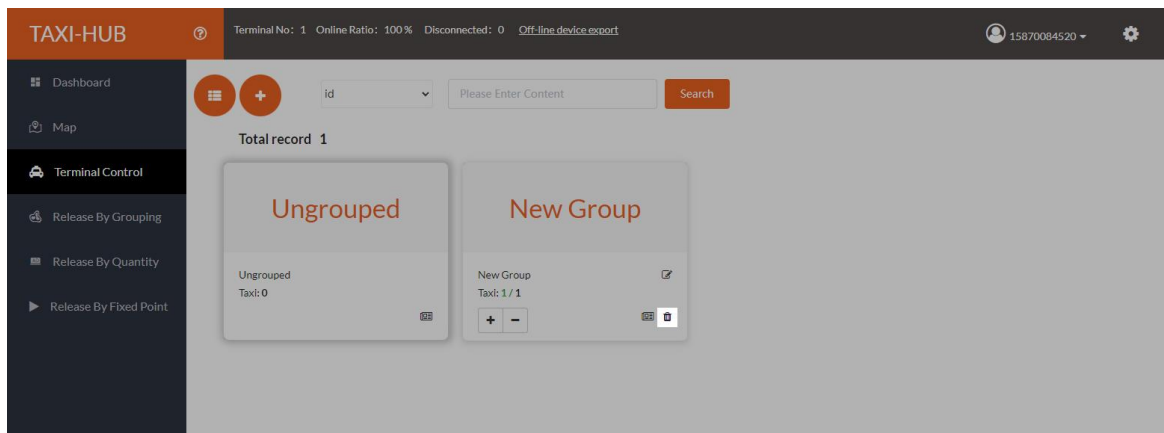 TAXI-HUB
Terminal No: 1 Online Ratio: 100% Disconnected: 0 Off-line device export
15870084520
Dashboard
Map
Terminal Control
Release By Grouping
Release By Quantity
Release By Fixed Point
id
Please Enter Content
Search
Total record 1
Ungrouped
Ungrouped
Taxi: 0
New Group
New Group
Taxi: 1 / 1